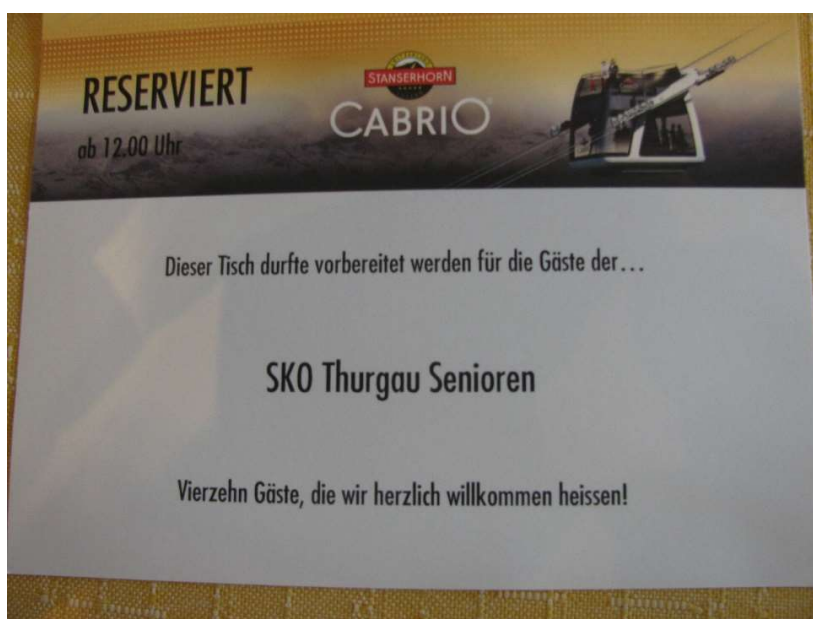 RESERVIERT
ab 12.00 Uhr
STANSERHORN
CABRIO
Dieser Tisch durfte vorbereitet werden für die Gäste der...
SKO Thurgau Senioren
Vierzehn Gäste, die wir herzlich willkommen heissen!